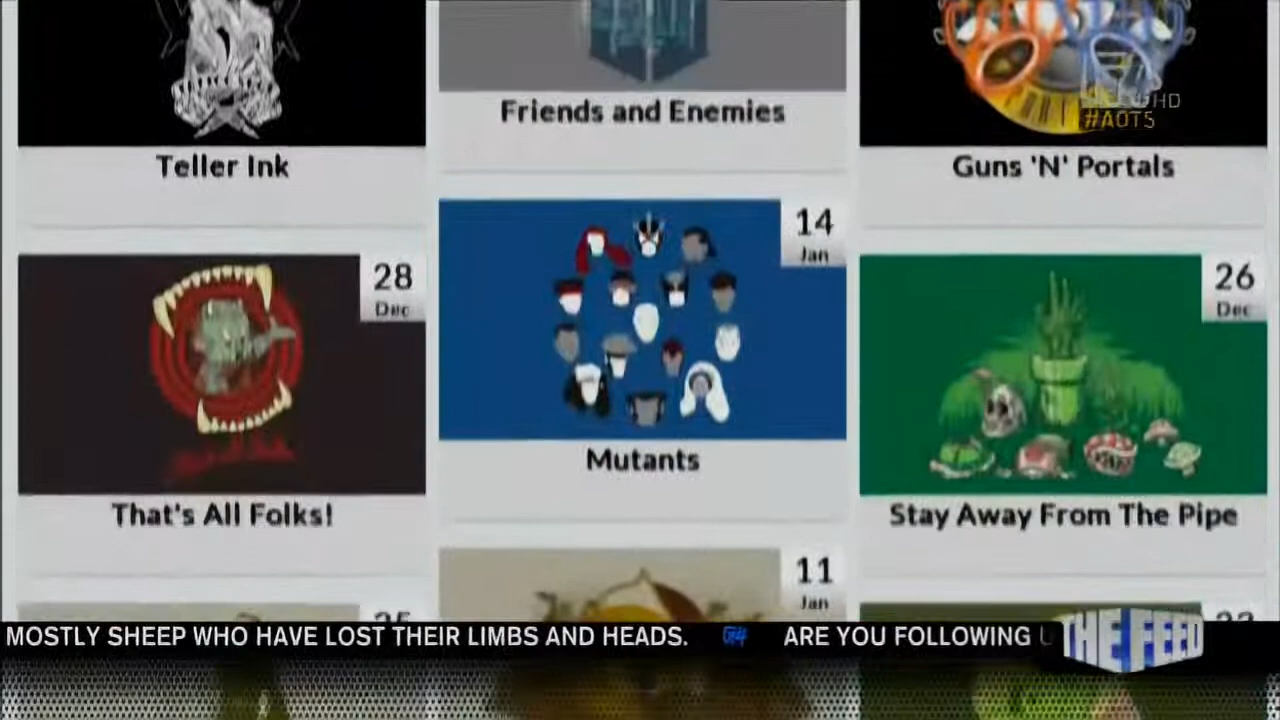 Friends and Enemies
#AOTS
Teller Ink
Guns 'N' Portals
28
Dec
14
Jan
26
Dec
Mutants
That's All Folks!
Stay Away From The Pipe
11
Jan
MOSTLY SHEEP WHO HAVE LOST THEIR LIMBS AND HEADS. G4 ARE YOU FOLLOWING
THE FEED